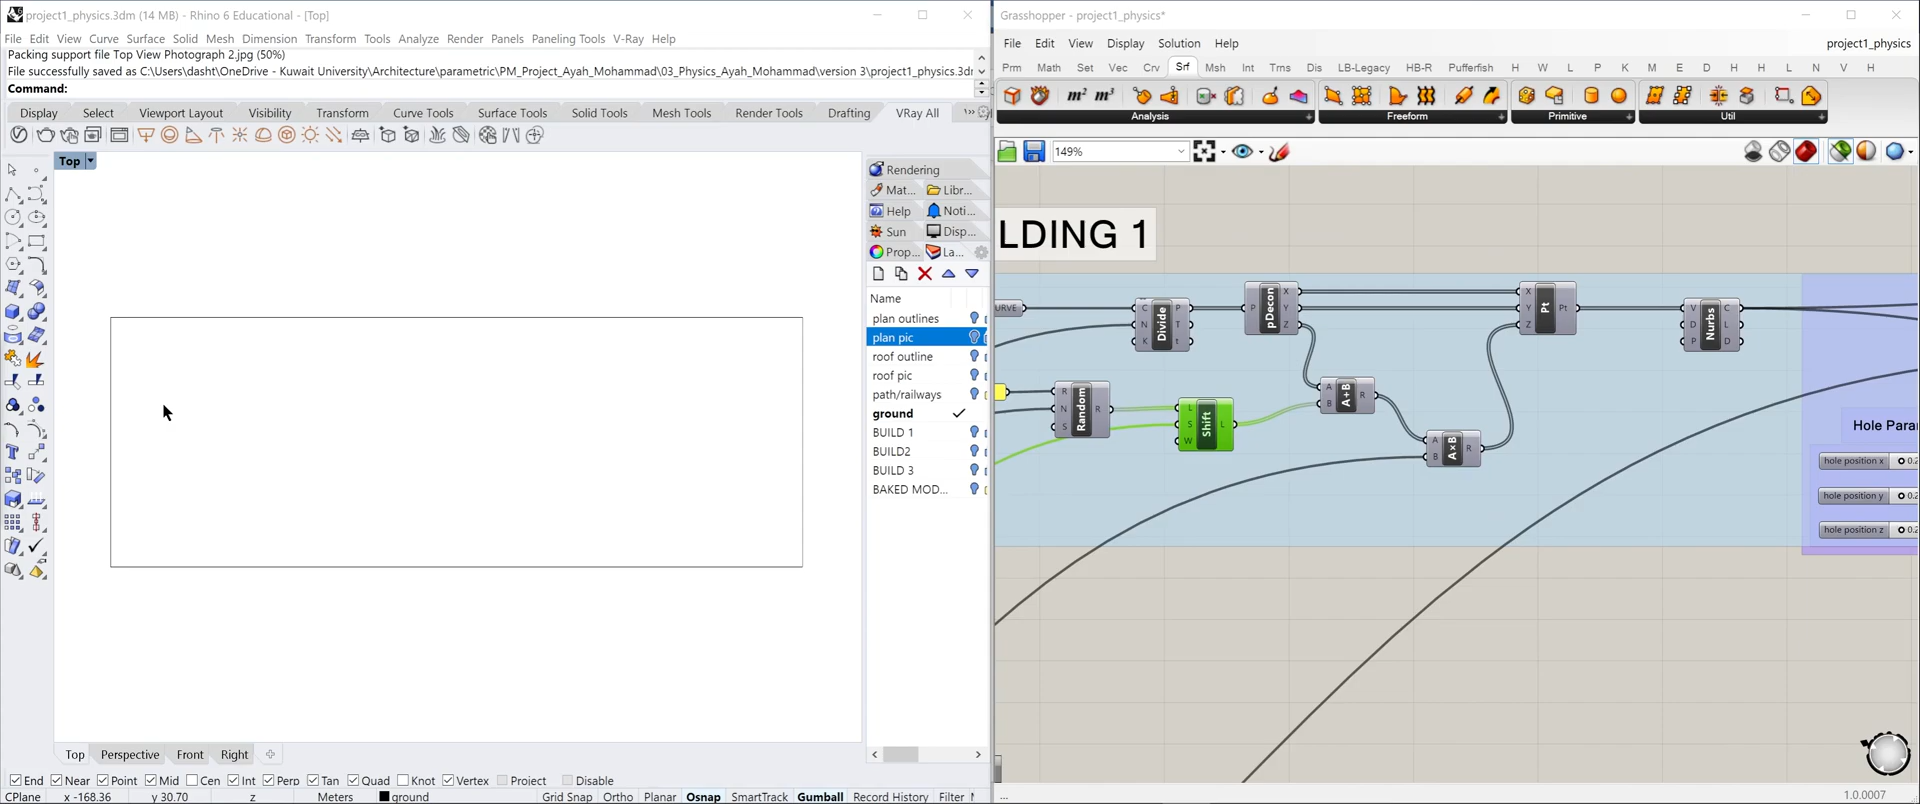 project1_physics.3dm (14 MB) - Rhino 6 Educational - [Top]
File Edit View Curve Surface Solid Mesh Dimension Transform Tools Analyze Render Panels Paneling Tools V-Ray Help
Packing support file Top View Photograph 2.jpg (50%)
File successfully saved as C:\Users\dasht\OneDrive - Kuwait University\Architecture\parametric\PM_Project_Ayah_Mohammad\03_Physics_Ayah_Mohammad\version 3\project1_physics.3dm
Command:
Display Select Viewport Layout Visibility Transform Curve Tools Surface Tools Solid Tools Mesh Tools Render Tools Drafting VRay All
Top
Rendering
Mat... Libr...
Help Noti...
Sun Disp...
Prop... La...
Name
plan outlines
plan pic
roof outline
roof pic
path/railways
ground
BUILD 1
BUILD2
BUILD 3
BAKED MOD...
Top Perspective Front Right
End Near Point Mid Cen Int Perp Tan Quad Knot Vertex Project Disable
CPlane x -168.36 y 30.70 z Meters ground Grid Snap Ortho Planar Osnap SmartTrack Gumball Record History Filter
Grasshopper - project1_physics*
File Edit View Display Solution Help project1_physics
Prm Math Set Vec Crv Srf Msh Int Trns Dis LB-Legacy HB-R Pufferfish H W L P K M E D H H L N V H
Analysis Freeform Primitive Util
149%
LDING 1
URVE
C N K Divide P T t
P pDecon X Y Z
X Y Z Pt Pt
V D P Nurbs C L D
R N S Random R
L S W Shift L
A B A+B R
A B A×B R
Hole Para
hole position x 0.2
hole position y 0.2
hole position z 0.2
... 1.0.0007